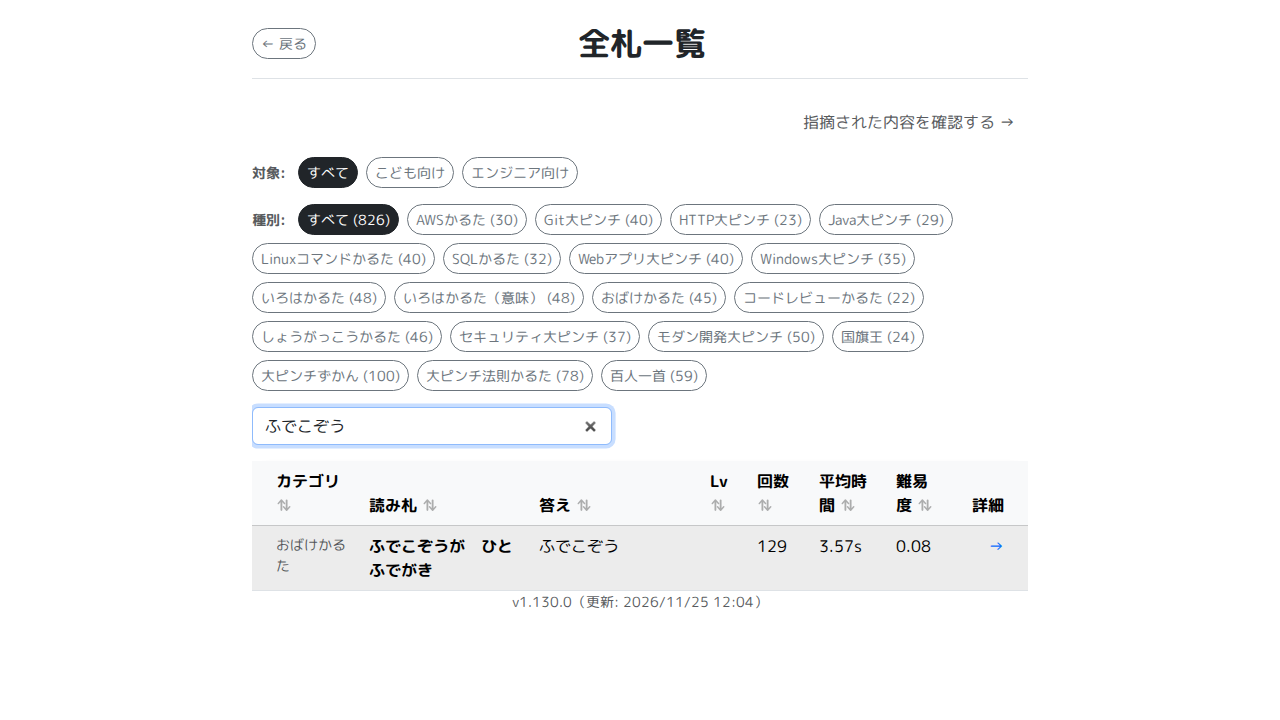 ← 戻る
全札一覧
指摘された内容を確認する →
対象: すべて こども向け エンジニア向け
種別: すべて (826) AWSかるた (30) Git大ピンチ (40) HTTP大ピンチ (23) Java大ピンチ (29)
Linuxコマンドかるた (40) SQLかるた (32) Webアプリ大ピンチ (40) Windows大ピンチ (35)
いろはかるた (48) いろはかるた（意味） (48) おばけかるた (45) コードレビューかるた (22)
しょうがっこうかるた (46) セキュリティ大ピンチ (37) モダン開発大ピンチ (50) 国旗王 (24)
大ピンチずかん (100) 大ピンチ法則かるた (78) 百人一首 (59)
ふでこぞう ×
カテゴリ ⇅ 読み札 ⇅ 答え ⇅ Lv ⇅ 回数 ⇅ 平均時間 ⇅ 難易度 ⇅ 詳細
おばけかるた ふでこぞうが　ひとふでがき ふでこぞう 129 3.57s 0.08 →
v1.130.0（更新: 2026/11/25 12:04）